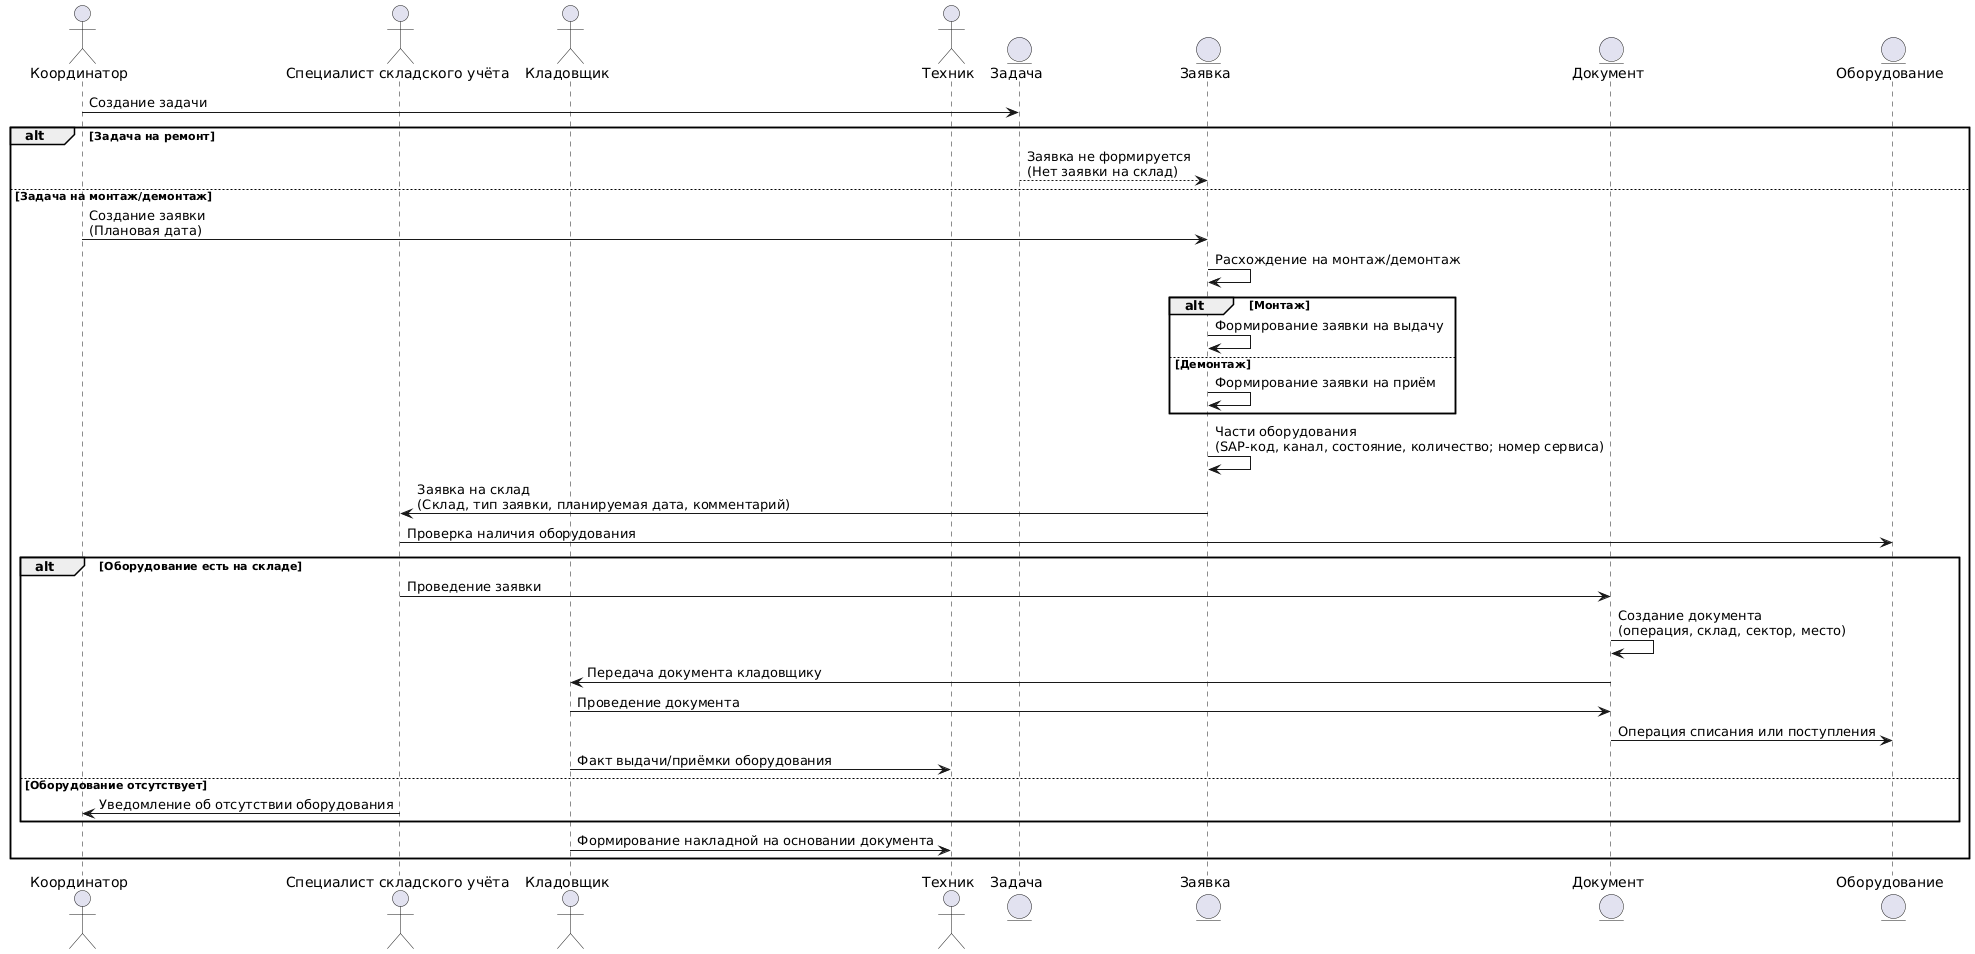 Координатор
Специалист складского учёта
Кладовщик
Техник
Задача
Заявка
Документ
Оборудование
Создание задачи
alt
[Задача на ремонт]
Заявка не формируется
(Нет заявки на склад)
[Задача на монтаж/демонтаж]
Создание заявки
(Плановая дата)
Расхождение на монтаж/демонтаж
alt
[Монтаж]
Формирование заявки на выдачу
[Демонтаж]
Формирование заявки на приём
Части оборудования
(SAP-код, канал, состояние, количество; номер сервиса)
Заявка на склад
(Склад, тип заявки, планируемая дата, комментарий)
Проверка наличия оборудования
alt
[Оборудование есть на складе]
Проведение заявки
Создание документа
(операция, склад, сектор, место)
Передача документа кладовщику
Проведение документа
Операция списания или поступления
Факт выдачи/приёмки оборудования
[Оборудование отсутствует]
Уведомление об отсутствии оборудования
Формирование накладной на основании документа
Координатор
Специалист складского учёта
Кладовщик
Техник
Задача
Заявка
Документ
Оборудование